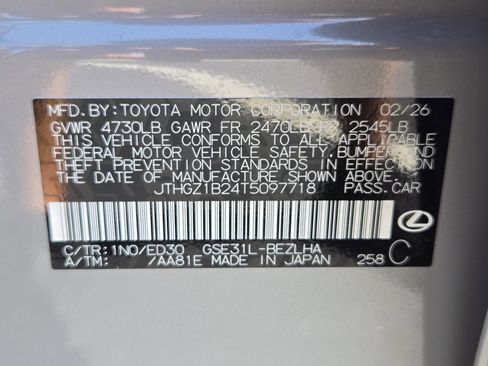 MFD. BY: TOYOTA MOTOR CORPORATION 02/26
GVWR 4730LB GAWR FR 2470LB RR 2545LB
THIS VEHICLE CONFORMS TO ALL APPLICABLE
FEDERAL MOTOR VEHICLE SAFETY, BUMPER, AND
THEFT PREVENTION STANDARDS IN EFFECT ON
THE DATE OF MANUFACTURE SHOWN ABOVE.
JTHGZ1B24T5097718 PASS.CAR
C/TR: 1N0/ED30 GSE31L-BEZLHA
A/TM: /AA81E MADE IN JAPAN 258 C